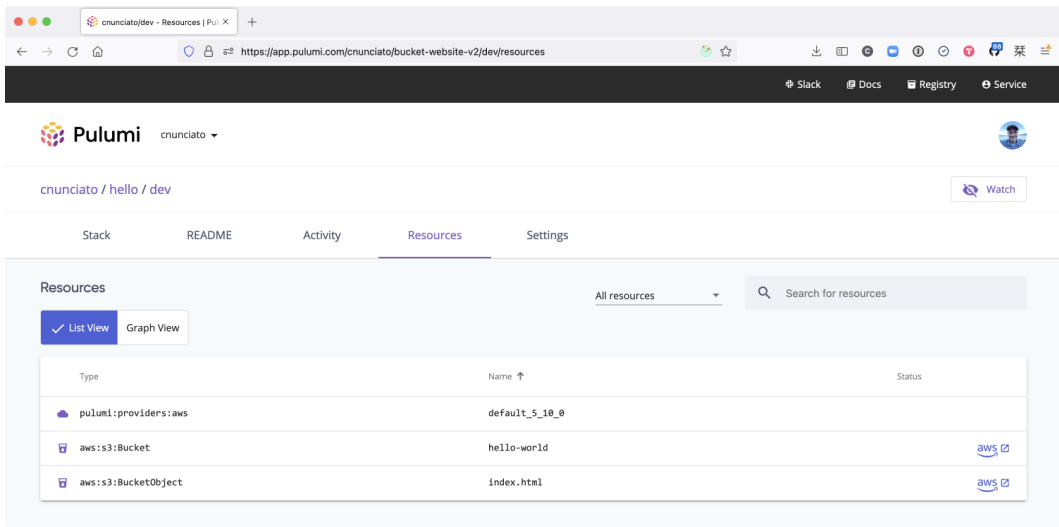 cnunciato/dev - Resources | Pul
https://app.pulumi.com/cnunciato/bucket-website-v2/dev/resources
88
栞
Slack Docs Registry Service
Pulumi cnunciato
cnunciato / hello / dev
Watch
Stack README Activity Resources Settings
Resources
All resources
Search for resources
List View Graph View
Type Name Status
pulumi:providers:aws default_5_10_0
aws:s3:Bucket hello-world aws
aws:s3:BucketObject index.html aws